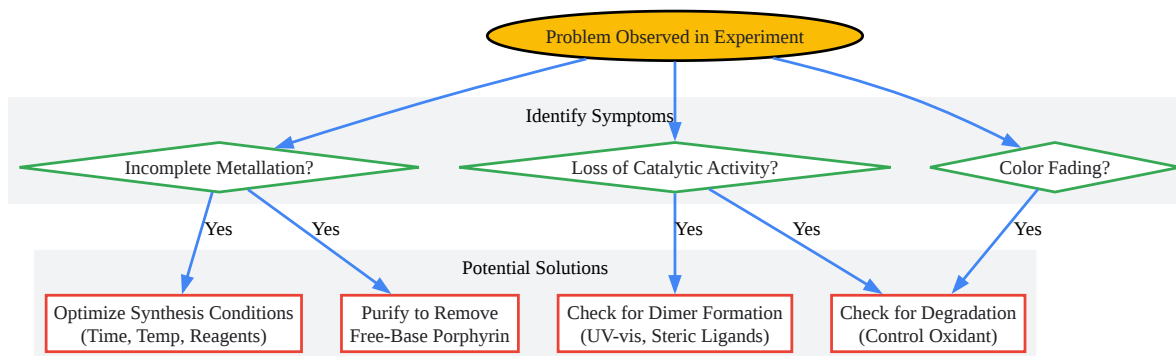 Problem Observed in Experiment
Identify Symptoms
Incomplete Metallation?
Loss of Catalytic Activity?
Color Fading?
Yes
Yes
Yes
Yes
Potential Solutions
Optimize Synthesis Conditions
(Time, Temp, Reagents)
Purify to Remove
Free-Base Porphyrin
Check for Dimer Formation
(UV-vis, Steric Ligands)
Check for Degradation
(Control Oxidant)